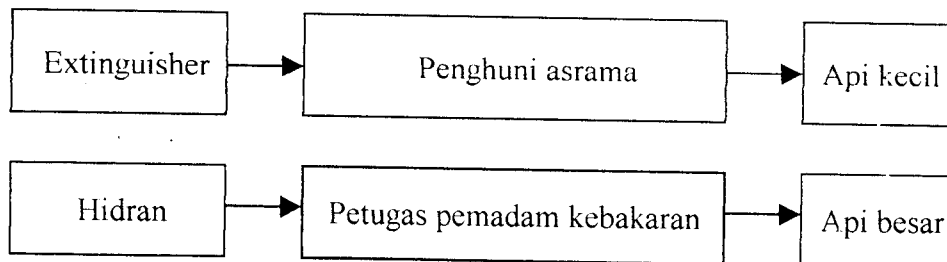 Extinguisher
Penghuni asrama
Api kecil
Hidran
Petugas pemadam kebakaran
Api besar